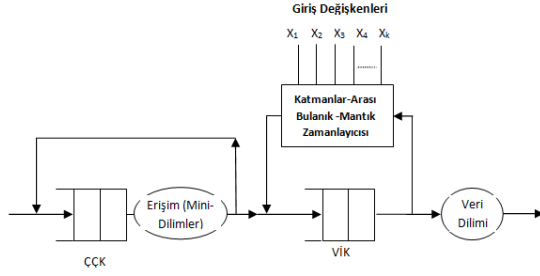 Giriş Değişkenleri
X1 X2 X3 X4 Xk
Katmanlar-Arası
Bulanık -Mantık
Zamanlayıcısı
Erişim (Mini-
Dilimler)
Veri
Dilimi
ÇÇK
VİK